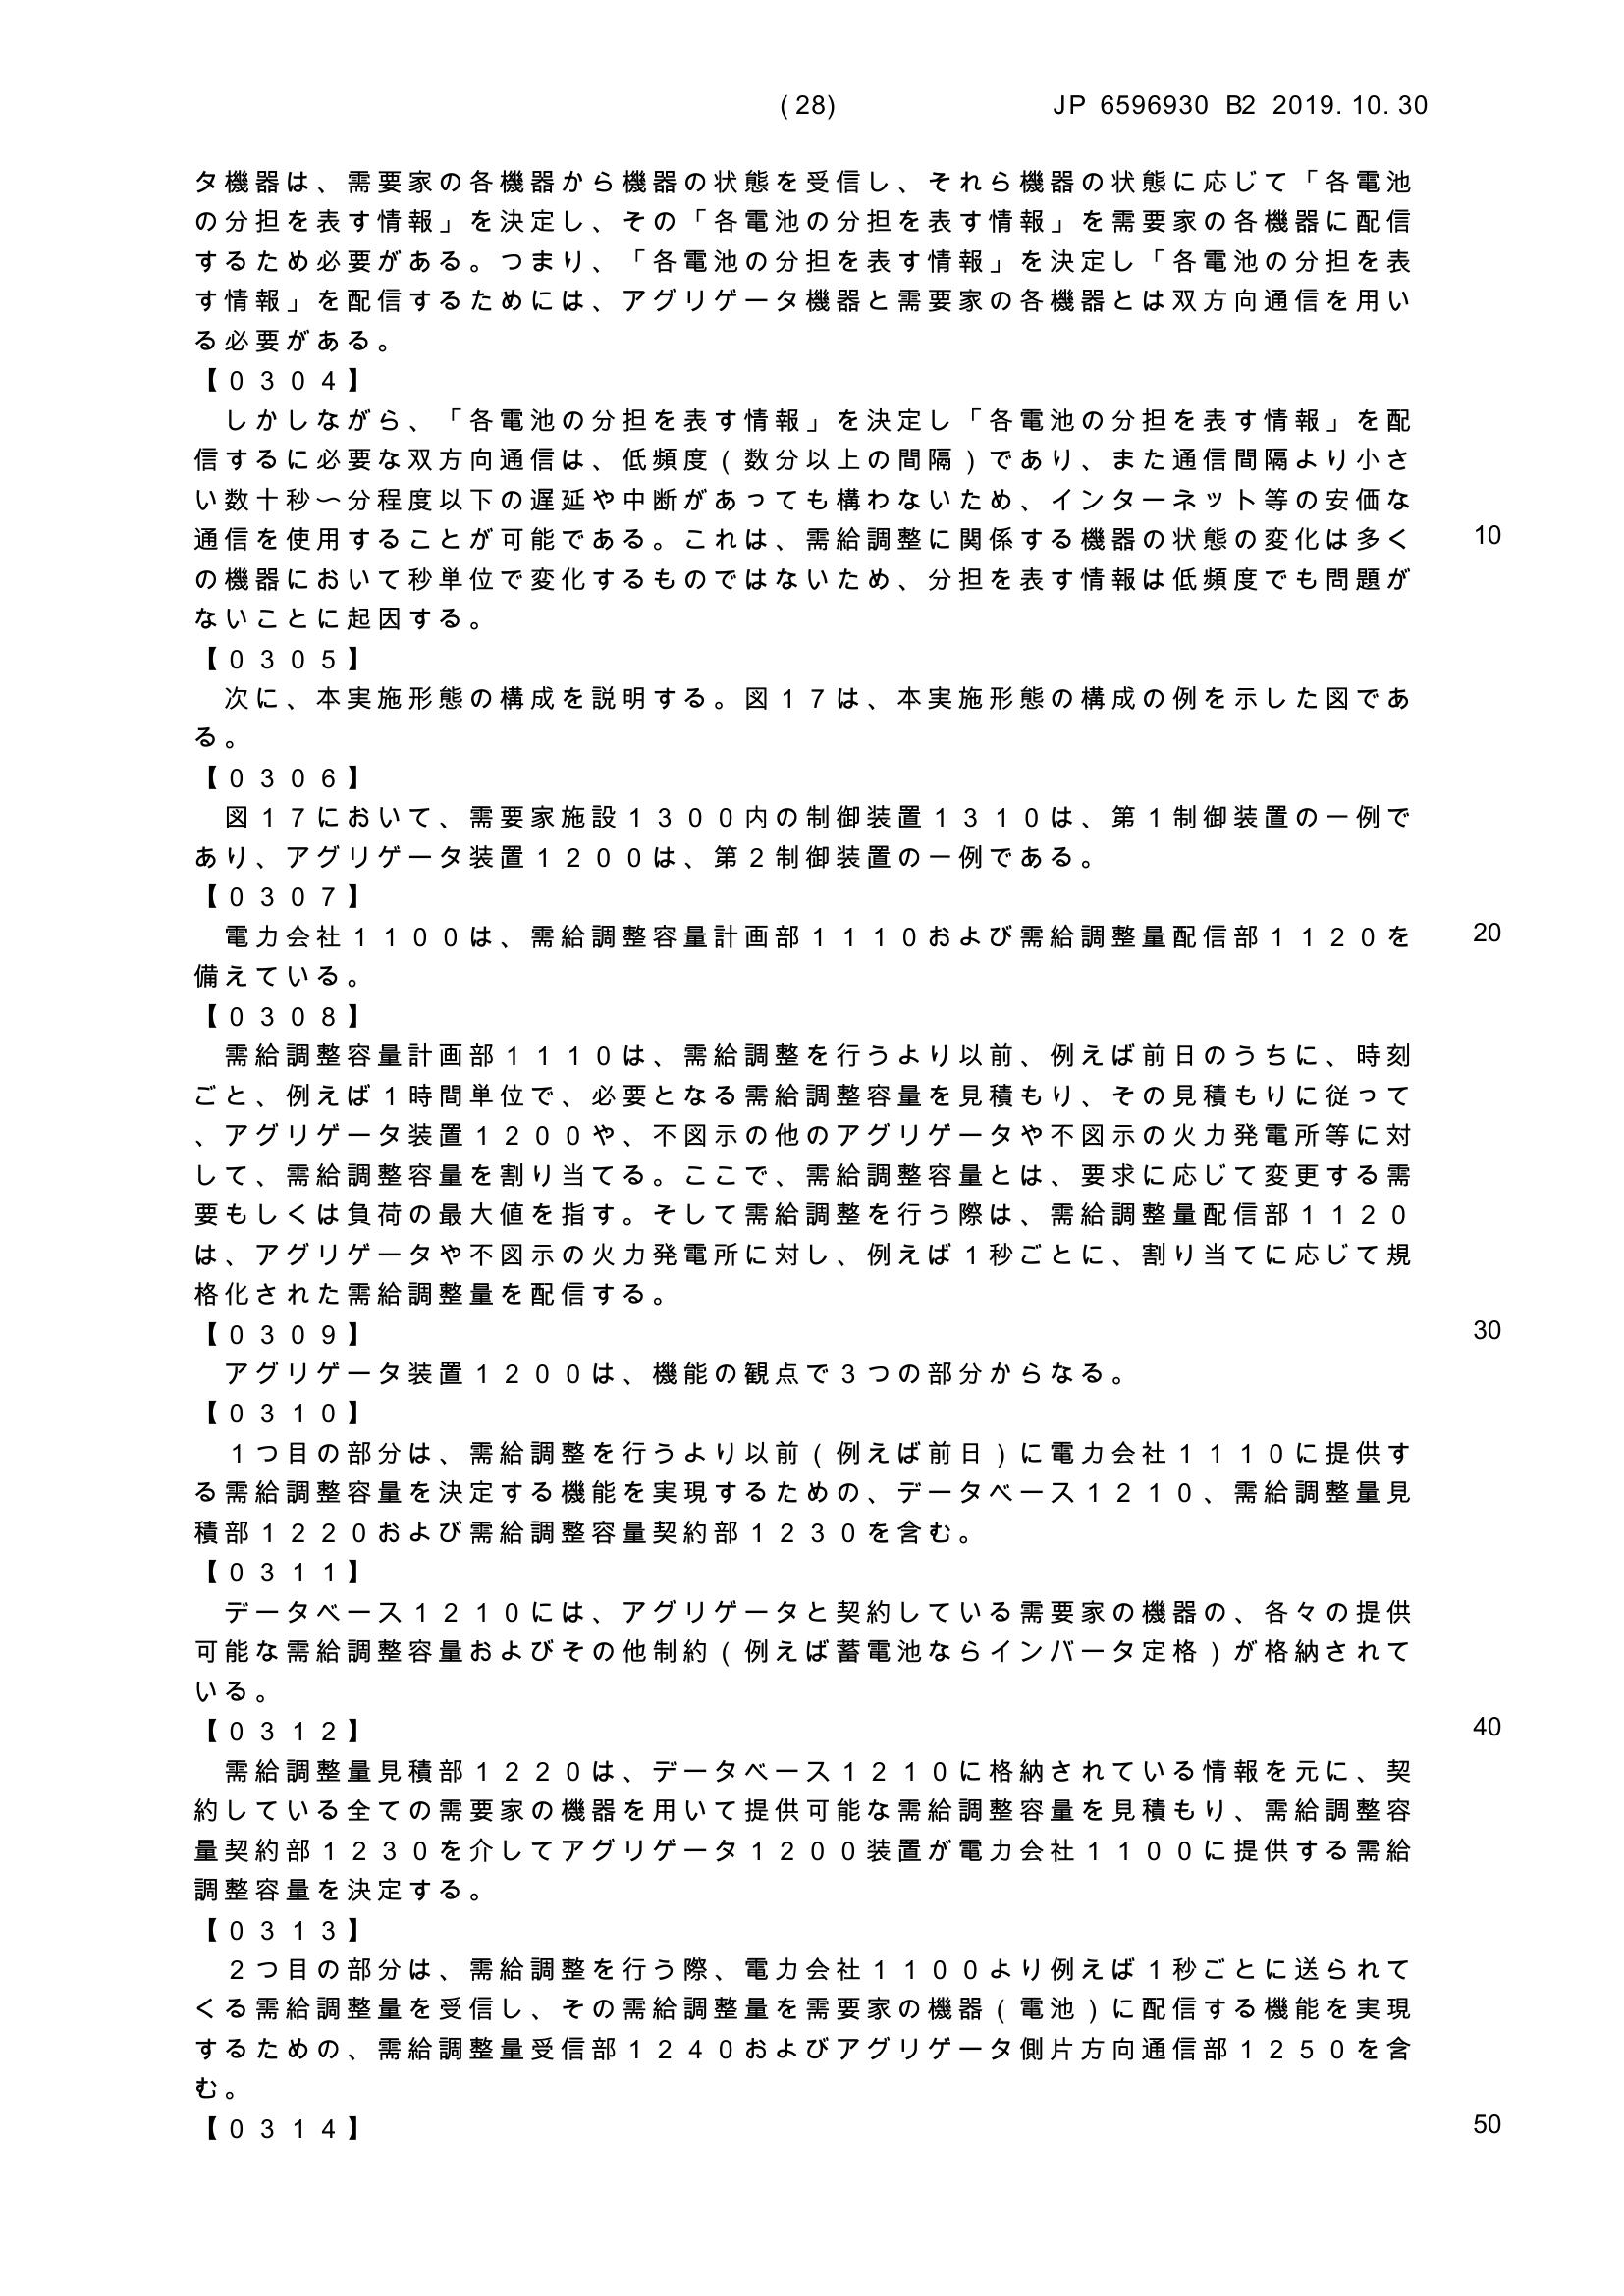 (28)　JP 6596930 B2 2019.10.30
タ機器は、需要家の各機器から機器の状態を受信し、それら機器の状態に応じて「各電池
の分担を表す情報」を決定し、その「各電池の分担を表す情報」を需要家の各機器に配信
するため必要がある。つまり、「各電池の分担を表す情報」を決定し「各電池の分担を表
す情報」を配信するためには、アグリゲータ機器と需要家の各機器とは双方向通信を用い
る必要がある。
【０３０４】
　しかしながら、「各電池の分担を表す情報」を決定し「各電池の分担を表す情報」を配
信するに必要な双方向通信は、低頻度(数分以上の間隔)であり、また通信間隔より小さ
い数十秒〜分程度以下の遅延や中断があっても構わないため、インターネット等の安価な
通信を使用することが可能である。これは、需給調整に関係する機器の状態の変化は多く　10
の機器において秒単位で変化するものではないため、分担を表す情報は低頻度でも問題が
ないことに起因する。
【０３０５】
　次に、本実施形態の構成を説明する。図１７は、本実施形態の構成の例を示した図であ
る。
【０３０６】
　図１７において、需要家施設１３００内の制御装置１３１０は、第１制御装置の一例で
あり、アグリゲータ装置１２００は、第２制御装置の一例である。
【０３０７】
　電力会社１１００は、需給調整容量計画部１１１０および需給調整量配信部１１２０を　20
備えている。
【０３０８】
　需給調整容量計画部１１１０は、需給調整を行うより以前、例えば前日のうちに、時刻
ごと、例えば１時間単位で、必要となる需給調整容量を見積もり、その見積もりに従って
、アグリゲータ装置１２００や、不図示の他のアグリゲータや不図示の火力発電所等に対
して、需給調整容量を割り当てる。ここで、需給調整容量とは、要求に応じて変更する需
要もしくは負荷の最大値を指す。そして需給調整を行う際は、需給調整量配信部１１２０
は、アグリゲータや不図示の火力発電所に対し、例えば１秒ごとに、割り当てに応じて規
格化された需給調整量を配信する。
【０３０９】　30
　アグリゲータ装置１２００は、機能の観点で３つの部分からなる。
【０３１０】
　１つ目の部分は、需給調整を行うより以前(例えば前日)に電力会社１１１０に提供す
る需給調整容量を決定する機能を実現するための、データベース１２１０、需給調整量見
積部１２２０および需給調整容量契約部１２３０を含む。
【０３１１】
　データベース１２１０には、アグリゲータと契約している需要家の機器の、各々の提供
可能な需給調整容量およびその他制約(例えば蓄電池ならインバータ定格)が格納されて
いる。
【０３１２】　40
　需給調整量見積部１２２０は、データベース１２１０に格納されている情報を元に、契
約している全ての需要家の機器を用いて提供可能な需給調整容量を見積もり、需給調整容
量契約部１２３０を介してアグリゲータ１２００装置が電力会社１１００に提供する需給
調整容量を決定する。
【０３１３】
　２つ目の部分は、需給調整を行う際、電力会社１１００より例えば１秒ごとに送られて
くる需給調整量を受信し、その需給調整量を需要家の機器(電池)に配信する機能を実現
するための、需給調整量受信部１２４０およびアグリゲータ側片方向通信部１２５０を含
む。
【０３１４】　50